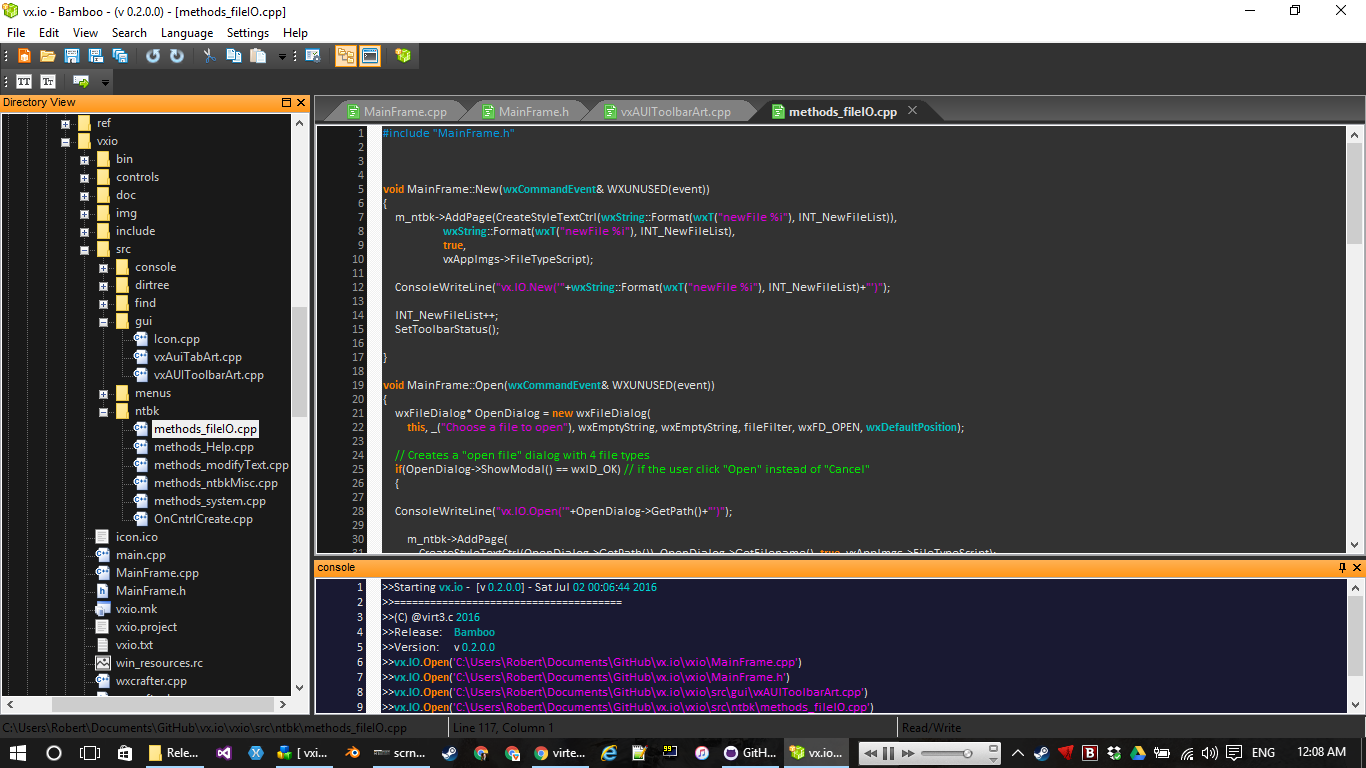 vx.io - Bamboo - (v 0.2.0.0) - [methods_fileIO.cpp]
File Edit View Search Language Settings Help
TT TT
Directory View
ref
vxio
bin
controls
doc
img
include
src
console
dirtree
find
gui
Icon.cpp
vxAuiTabArt.cpp
vxAUIToolbarArt.cpp
menus
ntbk
methods_fileIO.cpp
methods_Help.cpp
methods_modifyText.cpp
methods_ntbkMisc.cpp
methods_system.cpp
OnCntrlCreate.cpp
icon.ico
main.cpp
MainFrame.cpp
MainFrame.h
vxio.mk
vxio.project
vxio.txt
win_resources.rc
wxcrafter.cpp
MainFrame.cpp MainFrame.h vxAUIToolbarArt.cpp methods_fileIO.cpp
1 #include "MainFrame.h"
2
3
4
5 void MainFrame::New(wxCommandEvent& WXUNUSED(event))
6 {
7 m_ntbk->AddPage(CreateStyleTextCtrl(wxString::Format(wxT("newFile %i"), INT_NewFileList)),
8 wxString::Format(wxT("newFile %i"), INT_NewFileList),
9 true,
10 vxAppImgs->FileTypeScript);
11
12 ConsoleWriteLine("vx.IO.New('"+wxString::Format(wxT("newFile %i"), INT_NewFileList)+"')");
13
14 INT_NewFileList++;
15 SetToolbarStatus();
16
17 }
18
19 void MainFrame::Open(wxCommandEvent& WXUNUSED(event))
20 {
21 wxFileDialog* OpenDialog = new wxFileDialog(
22 this, _("Choose a file to open"), wxEmptyString, wxEmptyString, fileFilter, wxFD_OPEN, wxDefaultPosition);
23
24 // Creates a "open file" dialog with 4 file types
25 if(OpenDialog->ShowModal() == wxID_OK) // if the user click "Open" instead of "Cancel"
26 {
27
28 ConsoleWriteLine("vx.IO.Open('"+OpenDialog->GetPath()+"')");
29
30 m_ntbk->AddPage(
31 CreateStyleTextCtrl(OpenDialog->GetPath()), OpenDialog->GetFilename(), true, vxAppImgs->FileTypeScript);
console
1 >>Starting vx.io - [v 0.2.0.0] - Sat Jul 02 00:06:44 2016
2 >>======================================
3 >>(C) @virt3.c 2016
4 >>Release: Bamboo
5 >>Version: v 0.2.0.0
6 >>vx.IO.Open('C:\Users\Robert\Documents\GitHub\vx.io\vxio\MainFrame.cpp')
7 >>vx.IO.Open('C:\Users\Robert\Documents\GitHub\vx.io\vxio\MainFrame.h')
8 >>vx.IO.Open('C:\Users\Robert\Documents\GitHub\vx.io\vxio\src\gui\vxAUIToolbarArt.cpp')
9 >>vx.IO.Open('C:\Users\Robert\Documents\GitHub\vx.io\vxio\src\ntbk\methods_fileIO.cpp')
C:\Users\Robert\Documents\GitHub\vx.io\vxio\src\ntbk\methods_fileIO.cpp Line 117, Column 1 Read/Write
Rele... [ vxi... scrn... virte... GitH... vx.io... ENG 12:08 AM